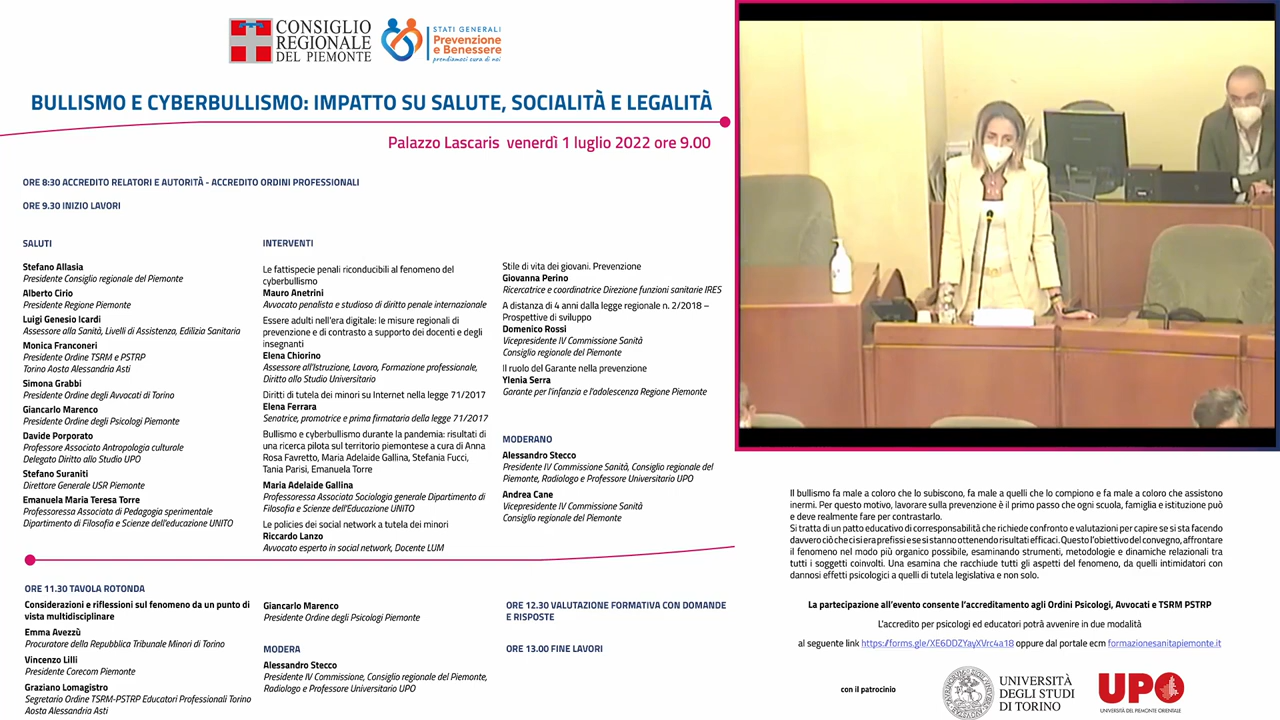 CONSIGLIO
REGIONALE
DEL PIEMONTE
STATI GENERALI
Prevenzione
e Benessere
prendiamoci cura di noi
BULLISMO E CYBERBULLISMO: IMPATTO SU SALUTE, SOCIALITÀ E LEGALITÀ
Palazzo Lascaris venerdì 1 luglio 2022 ore 9.00
ORE 8:30 ACCREDITO RELATORI E AUTORITÀ - ACCREDITO ORDINI PROFESSIONALI
ORE 9.30 INIZIO LAVORI
SALUTI
Stefano Allasia
Presidente Consiglio regionale del Piemonte
Alberto Cirio
Presidente Regione Piemonte
Luigi Genesio Icardi
Assessore alla Sanità, Livelli di Assistenza, Edilizia Sanitaria
Monica Franconeri
Presidente Ordine TSRM e PSTRP
Torino Aosta Alessandria Asti
Simona Grabbi
Presidente Ordine degli Avvocati di Torino
Giancarlo Marenco
Presidente Ordine degli Psicologi Piemonte
Davide Porporato
Professore Associato Antropologia culturale
Delegato Diritto allo Studio UPO
Stefano Suraniti
Direttore Generale USR Piemonte
Emanuela Maria Teresa Torre
Professoressa Associata di Pedagogia sperimentale
Dipartimento di Filosofia e Scienze dell'educazione UNITO
INTERVENTI
Le fattispecie penali riconducibili al fenomeno del
cyberbullismo
Mauro Anetrini
Avvocato penalista e studioso di diritto penale internazionale
Essere adulti nell'era digitale: le misure regionali di
prevenzione e di contrasto a supporto dei docenti e degli
insegnanti
Elena Chiorino
Assessore all'Istruzione, Lavoro, Formazione professionale,
Diritto allo Studio Universitario
Diritti di tutela dei minori su Internet nella legge 71/2017
Elena Ferrara
Senatrice, promotrice e prima firmataria della legge 71/2017
Bullismo e cyberbullismo durante la pandemia: risultati di
una ricerca pilota sul territorio piemontese a cura di Anna
Rosa Favretto, Maria Adelaide Gallina, Stefania Fucci,
Tania Parisi, Emanuela Torre
Maria Adelaide Gallina
Professoressa Associata Sociologia generale Dipartimento di
Filosofia e Scienze dell'Educazione UNITO
Le policies dei social network a tutela dei minori
Riccardo Lanzo
Avvocato esperto in social network, Docente LUM
Stile di vita dei giovani. Prevenzione
Giovanna Perino
Ricercatrice e coordinatrice Direzione funzioni sanitarie IRES
A distanza di 4 anni dalla legge regionale n. 2/2018 –
Prospettive di sviluppo
Domenico Rossi
Vicepresidente IV Commissione Sanità
Consiglio regionale del Piemonte
Il ruolo del Garante nella prevenzione
Ylenia Serra
Garante per l'infanzia e l'adolescenza Regione Piemonte
MODERANO
Alessandro Stecco
Presidente IV Commissione Sanità, Consiglio regionale del
Piemonte, Radiologo e Professore Universitario UPO
Andrea Cane
Vicepresidente IV Commissione Sanità
Consiglio regionale del Piemonte
ORE 11.30 TAVOLA ROTONDA
Considerazioni e riflessioni sul fenomeno da un punto di
vista multidisciplinare
Emma Avezzù
Procuratore della Repubblica Tribunale Minori di Torino
Vincenzo Lilli
Presidente Corecom Piemonte
Graziano Lomagistro
Segretario Ordine TSRM-PSTRP Educatori Professionali Torino
Aosta Alessandria Asti
Giancarlo Marenco
Presidente Ordine degli Psicologi Piemonte
MODERA
Alessandro Stecco
Presidente IV Commissione, Consiglio regionale del Piemonte,
Radiologo e Professore Universitario UPO
ORE 12.30 VALUTAZIONE FORMATIVA CON DOMANDE
E RISPOSTE
ORE 13.00 FINE LAVORI
Il bullismo fa male a coloro che lo subiscono, fa male a quelli che lo compiono e fa male a coloro che assistono
inermi. Per questo motivo, lavorare sulla prevenzione è il primo passo che ogni scuola, famiglia e istituzione può
e deve realmente fare per contrastarlo.
Si tratta di un patto educativo di corresponsabilità che richiede confronto e valutazioni per capire se si sta facendo
davvero ciò che ci si era prefissi e se si stanno ottenendo risultati efficaci. Questo l'obiettivo del convegno, affrontare
il fenomeno nel modo più organico possibile, esaminando strumenti, metodologie e dinamiche relazionali tra
tutti i soggetti coinvolti. Una esamina che racchiude tutti gli aspetti del fenomeno, da quelli intimidatori con
dannosi effetti psicologici a quelli di tutela legislativa e non solo.
La partecipazione all'evento consente l'accreditamento agli Ordini Psicologi, Avvocati e TSRM PSTRP
L'accredito per psicologi ed educatori potrà avvenire in due modalità
al seguente link https://forms.gle/XE6DDZYayXVrc4a18 oppure dal portale ecm formazionesanitapiemonte.it
con il patrocinio
UNIVERSITÀ
DEGLI STUDI
DI TORINO
UPO
UNIVERSITÀ DEL PIEMONTE ORIENTALE